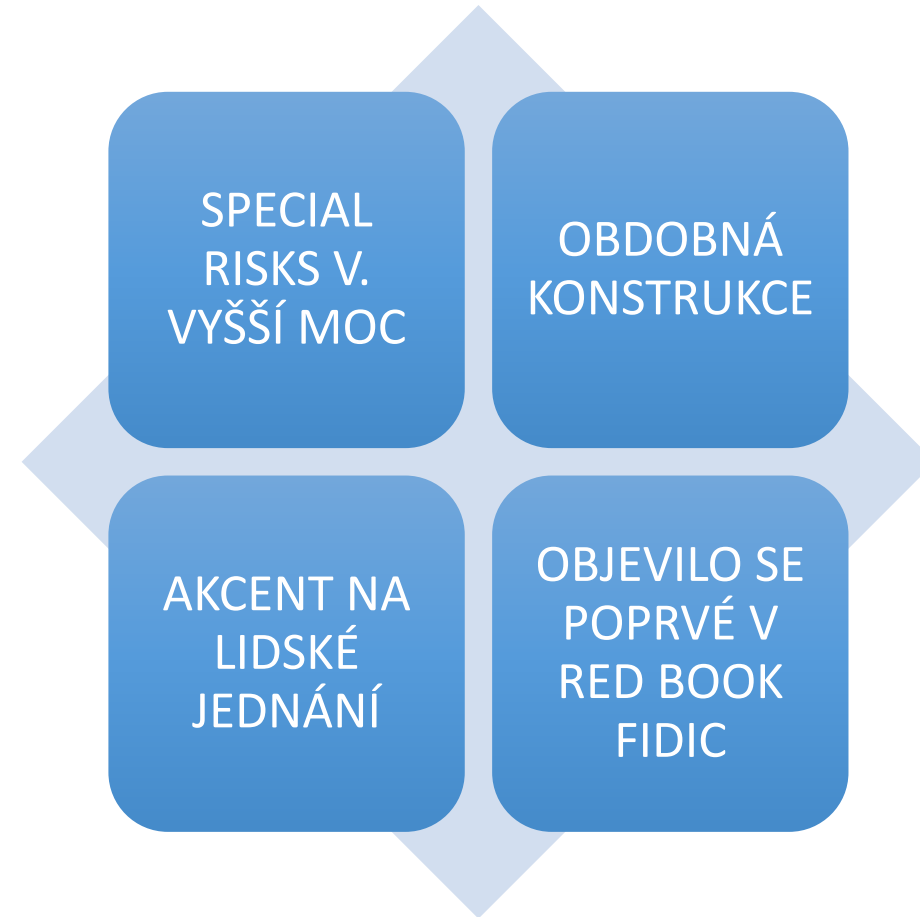 SPECIAL
RISKS V.
VYŠŠÍ MOC
OBDOBNÁ
KONSTRUKCE
AKCENT NA
LIDSKÉ
JEDNÁNÍ
OBJEVILO SE
POPRVÉ V
RED BOOK
FIDIC